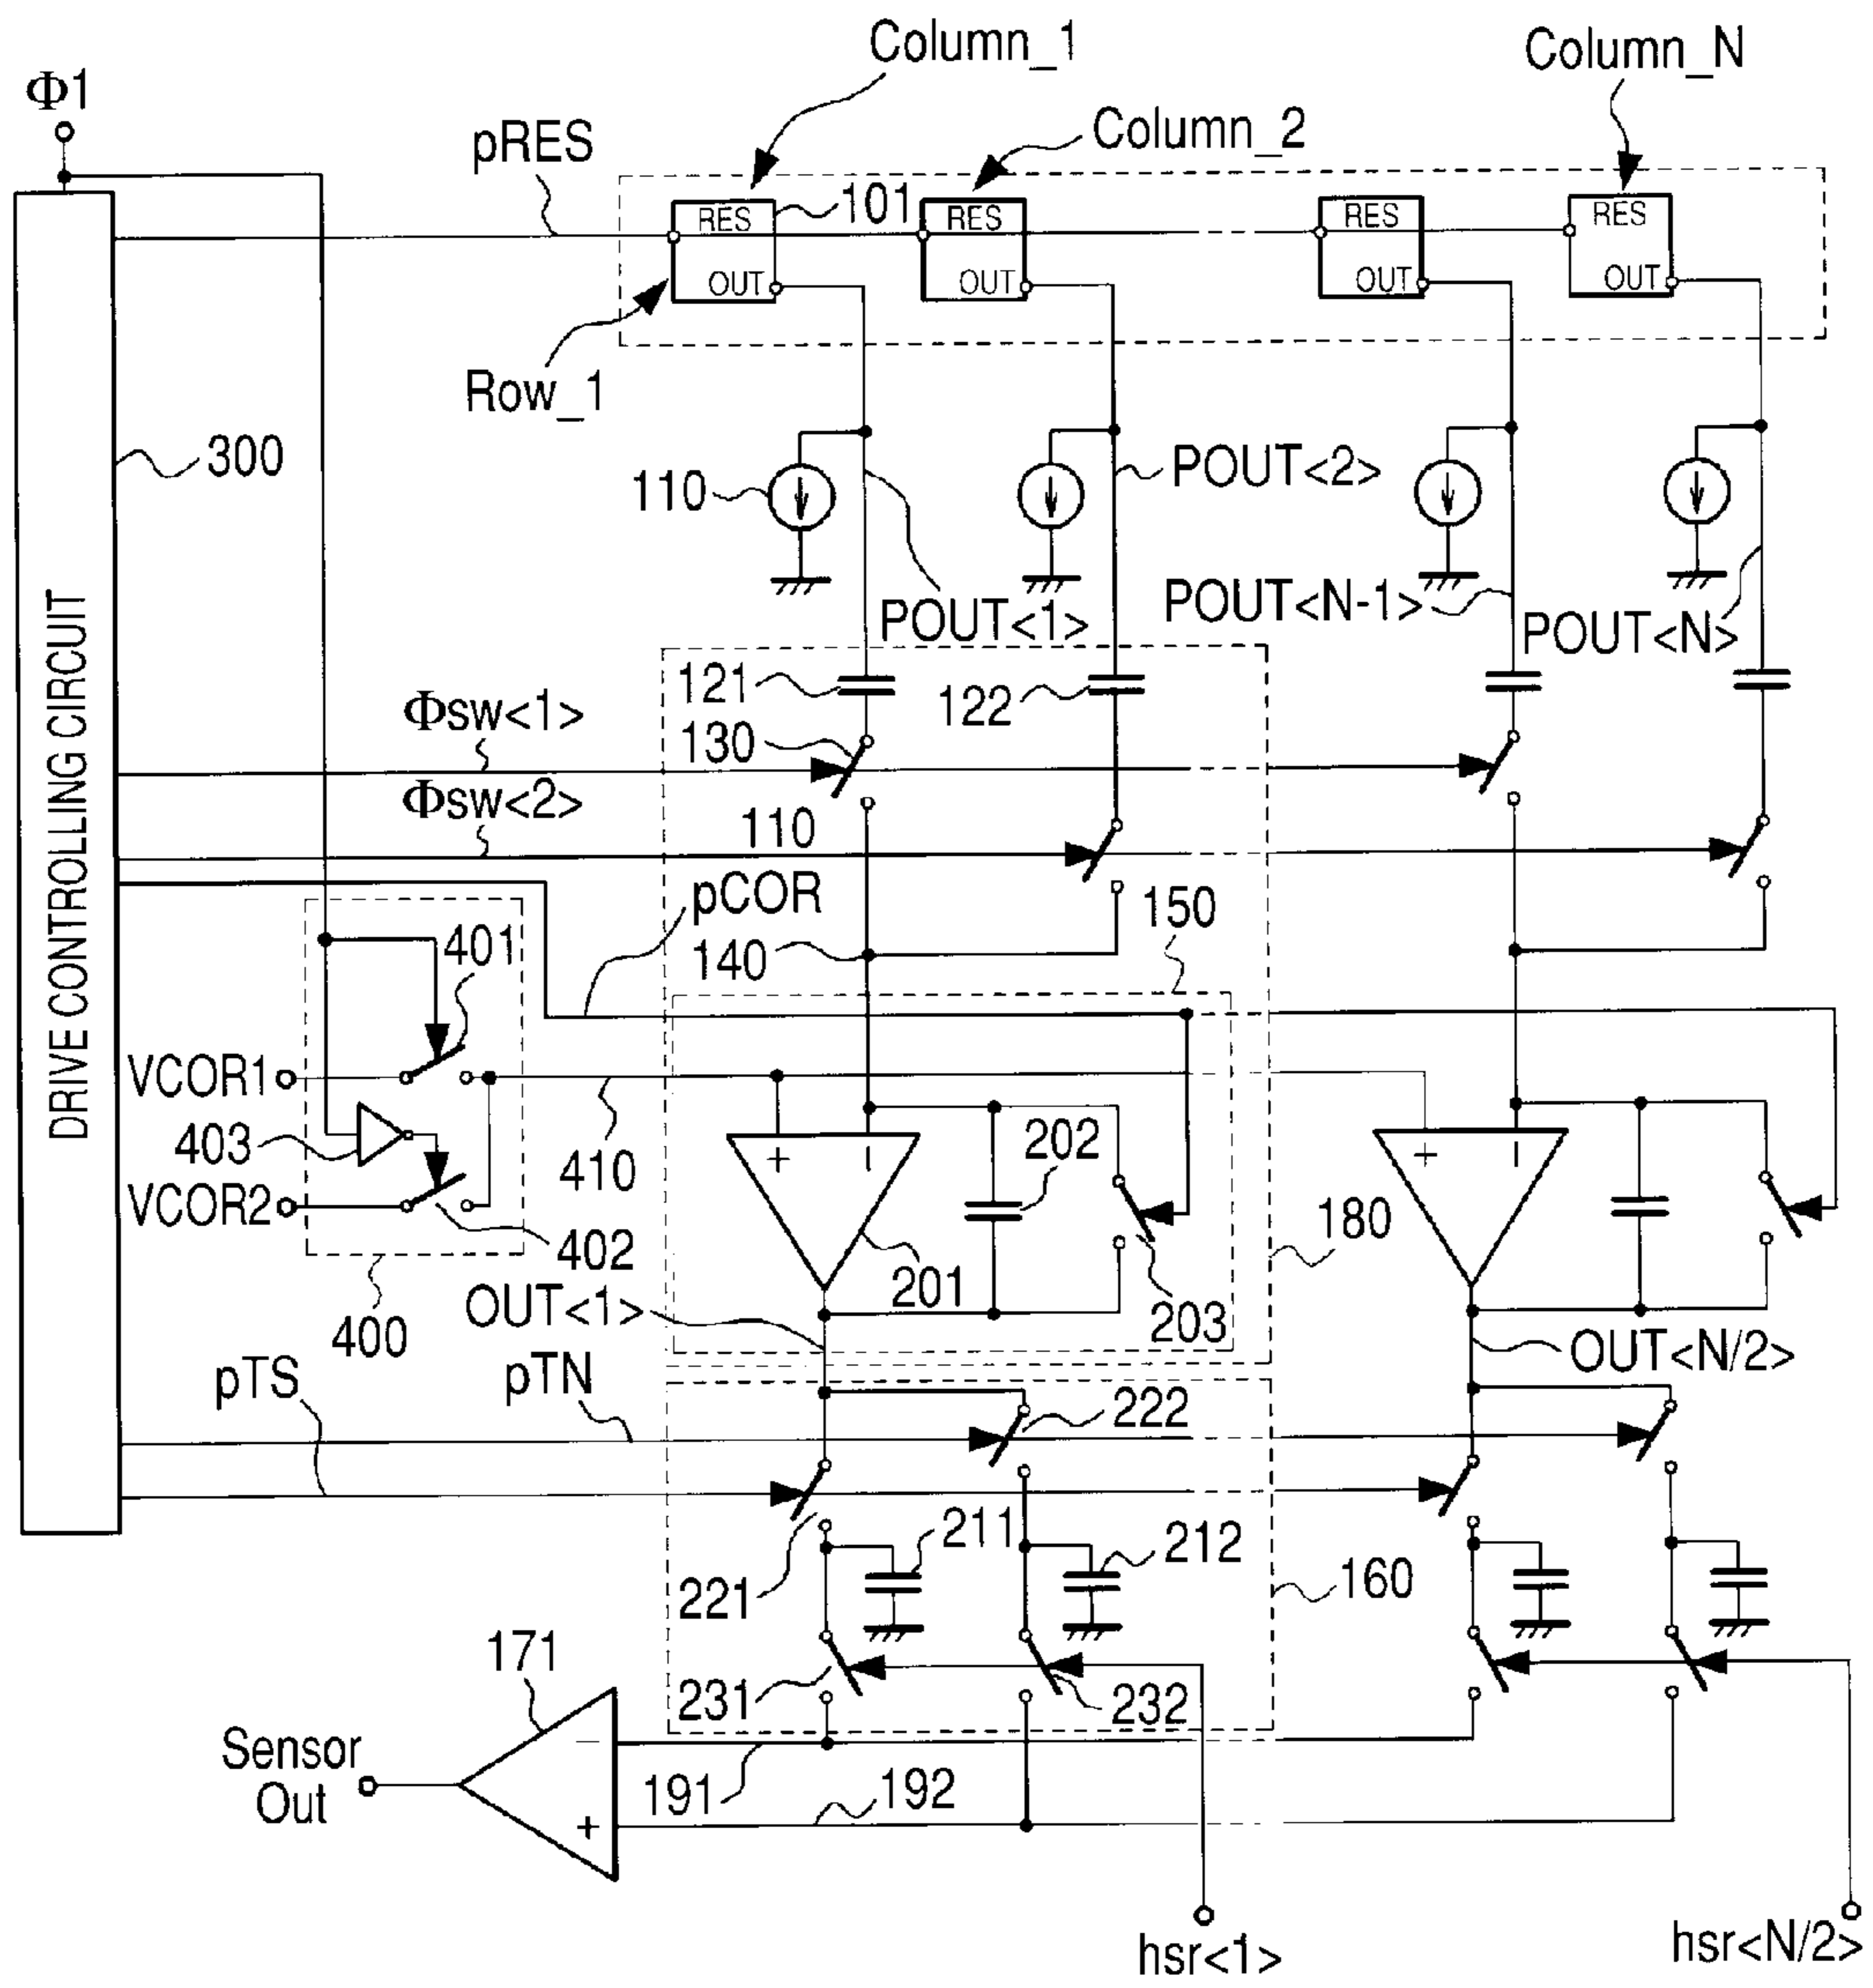 Column_1
Column_N
Φ1
pRES
Column_2
RES
101
RES
RES
RES
OUT
OUT
OUT
OUT
Row_1
300
110
POUT<2>
POUT<1>
POUT<N-1>
POUT<N>
121
122
Φsw<1>
130
Φsw<2>
110
DRIVE CONTROLLING CIRCUIT
pCOR
150
401
140
VCOR1
403
410
+
−
202
+
−
VCOR2
402
180
201
203
OUT<1>
400
OUT<N/2>
pTS
pTN
222
211
212
221
160
171
231
232
−
Sensor
Out
191
192
+
hsr<1>
hsr<N/2>